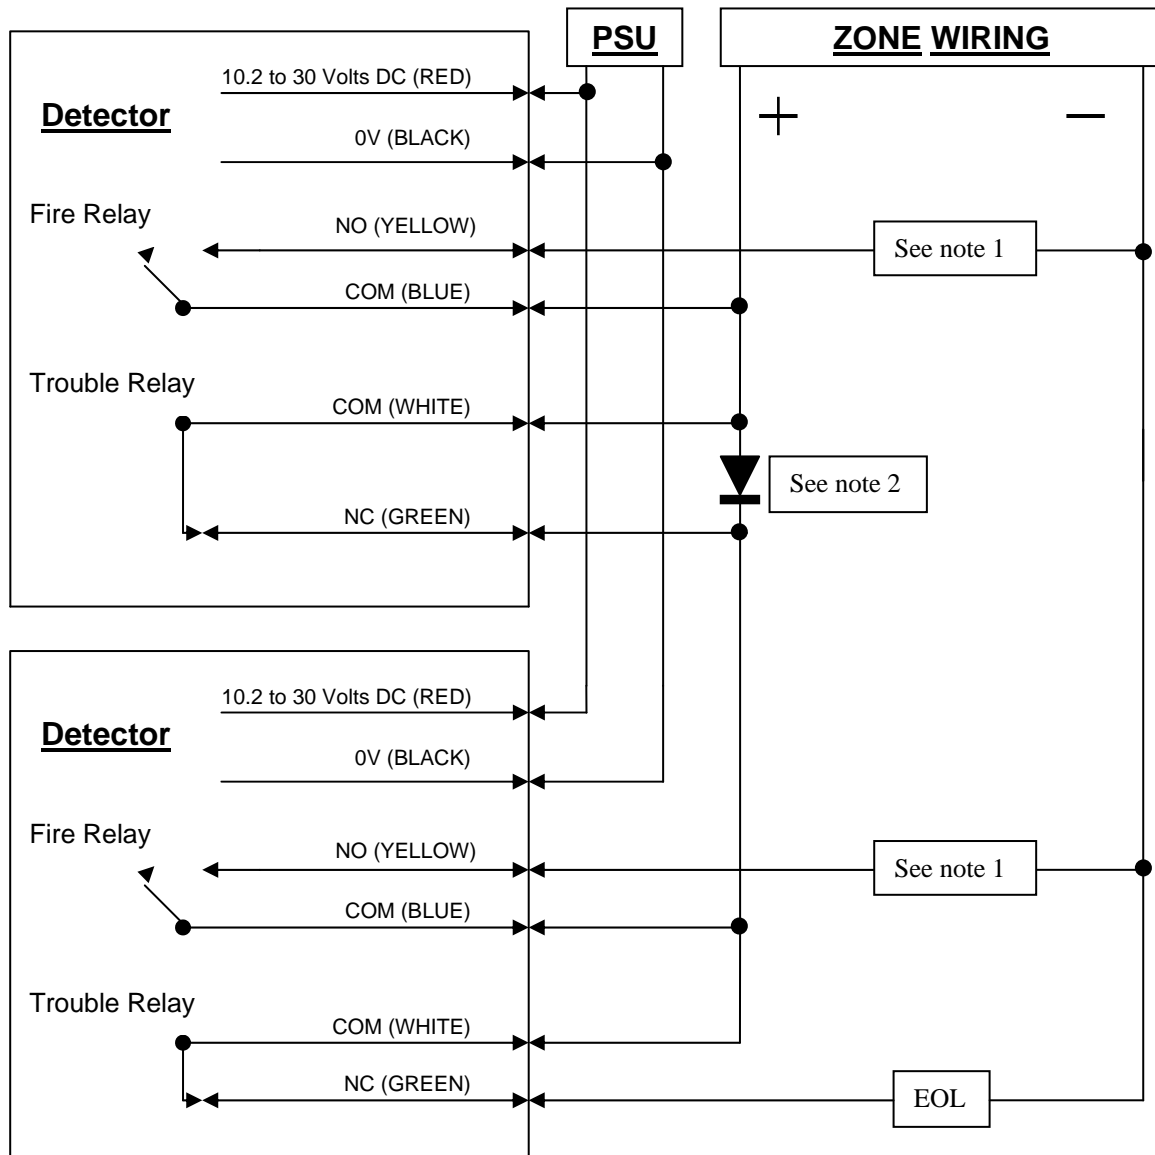 PSU
ZONE WIRING
+
−
Detector
10.2 to 30 Volts DC (RED)
0V (BLACK)
Fire Relay
NO (YELLOW)
See note 1
COM (BLUE)
Trouble Relay
COM (WHITE)
See note 2
NC (GREEN)
Detector
10.2 to 30 Volts DC (RED)
0V (BLACK)
Fire Relay
NO (YELLOW)
See note 1
COM (BLUE)
Trouble Relay
COM (WHITE)
NC (GREEN)
EOL